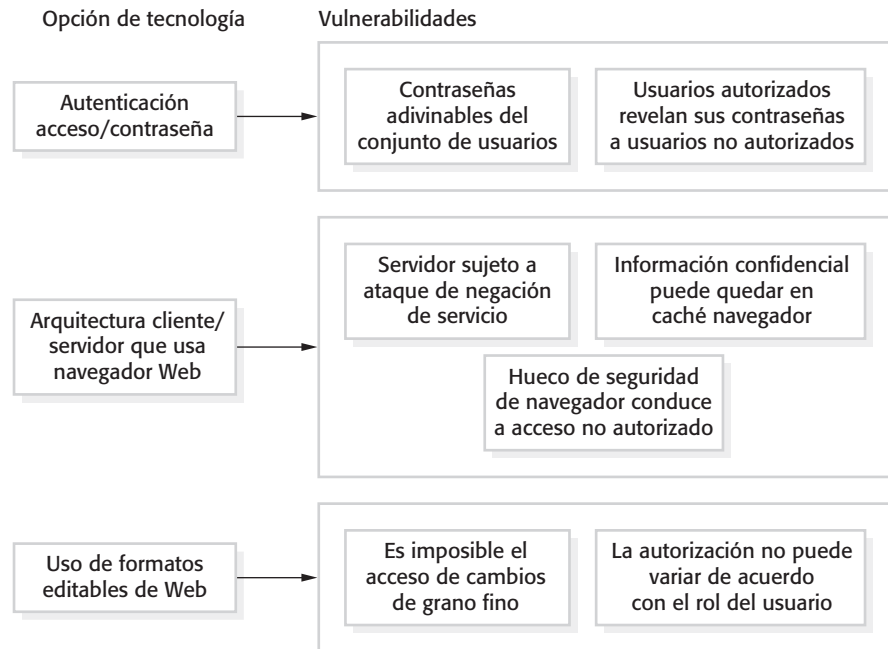 Opción de tecnología
Vulnerabilidades
Autenticación
acceso/contraseña
Contraseñas
adivinables del
conjunto de usuarios
Usuarios autorizados
revelan sus contraseñas
a usuarios no autorizados
Arquitectura cliente/
servidor que usa
navegador Web
Servidor sujeto a
ataque de negación
de servicio
Información confidencial
puede quedar en
caché navegador
Hueco de seguridad
de navegador conduce
a acceso no autorizado
Uso de formatos
editables de Web
Es imposible el
acceso de cambios
de grano fino
La autorización no puede
variar de acuerdo
con el rol del usuario